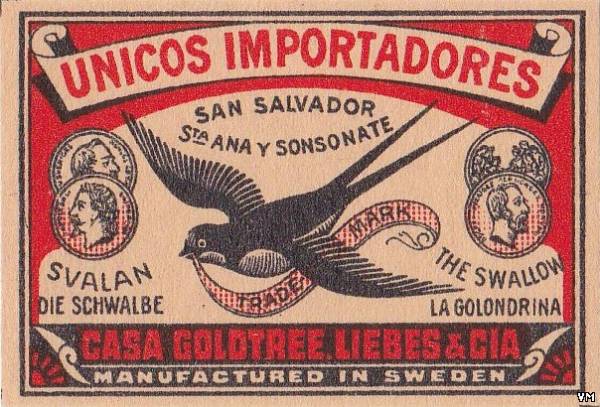 UNICOS IMPORTADORES
SAN SALVADOR
STA ANA Y SONSONATE
TRADE MARK
SVALAN
DIE SCHWALBE
THE SWALLOW
LA GOLONDRINA
CASA GOLDTREE, LIEBES & CIA
MANUFACTURED IN SWEDEN
YM